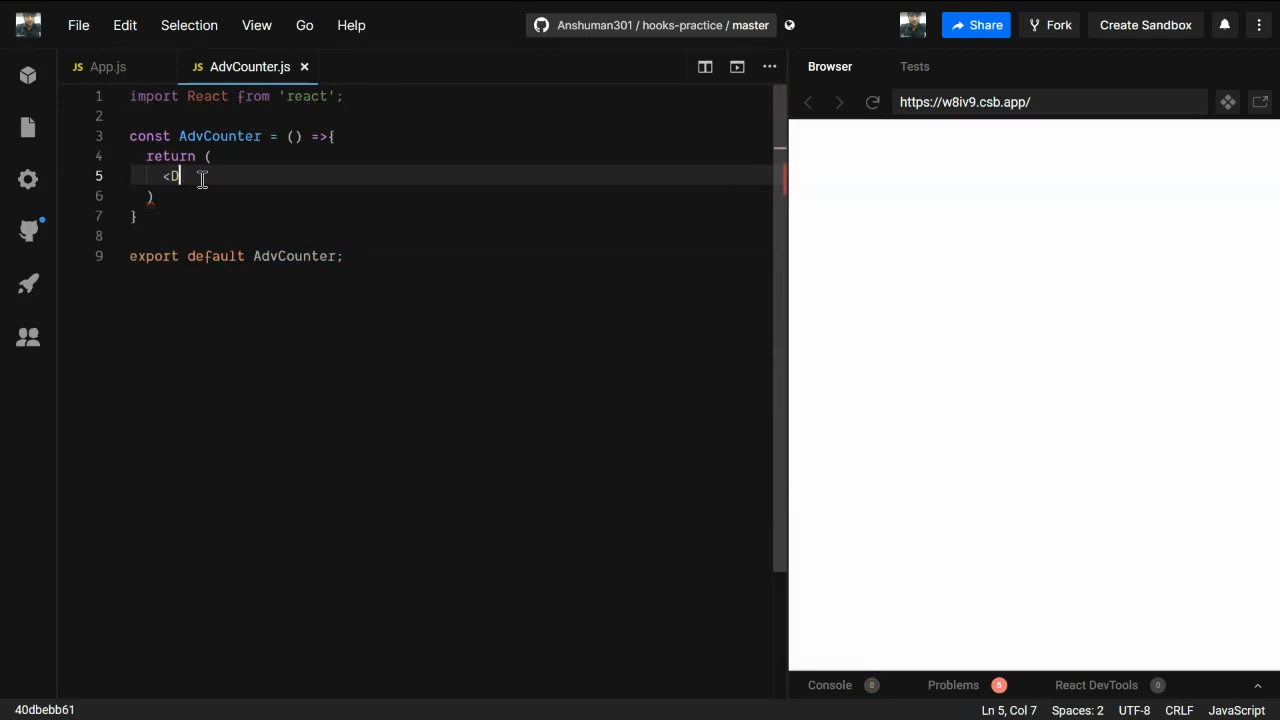 File Edit Selection View Go Help Anshuman301 / hooks-practice / master Share Fork Create Sandbox
JS App.js JS AdvCounter.js Browser Tests
https://w8iv9.csb.app/
1 import React from 'react';
2
3 const AdvCounter = () =>{
4 return (
5 <D
6 )
7 }
8
9 export default AdvCounter;
Console 0 Problems 5 React DevTools 0
40dbebb61 Ln 5, Col 7 Spaces: 2 UTF-8 CRLF JavaScript